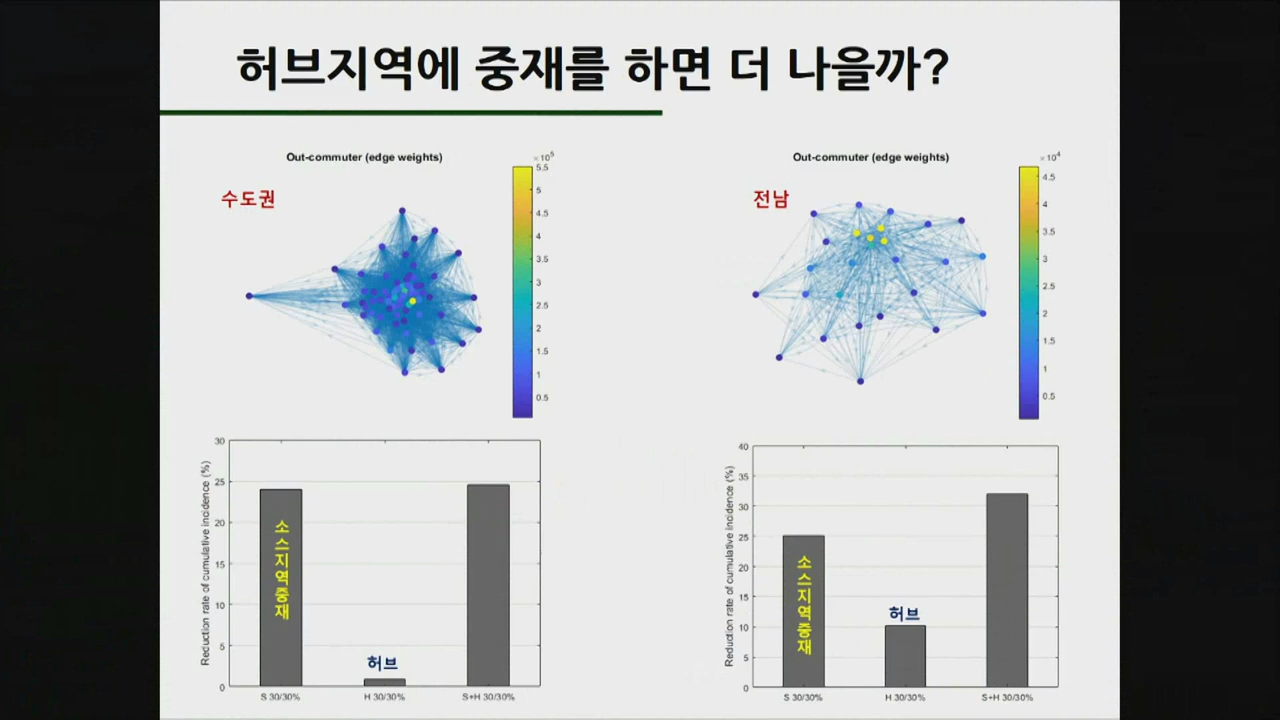 허브지역에 중재를 하면 더 나을까?
Out-commuter (edge weights)
×10⁵
수도권
5.5
5
4.5
4
3.5
3
2.5
2
1.5
1
0.5
Out-commuter (edge weights)
×10⁴
전남
4.5
4
3.5
3
2.5
2
1.5
1
0.5
Reduction rate of cumulative incidence (%)
30
25
20
15
10
5
0
소스지역중재
허브
S 30/30%
H 30/30%
S+H 30/30%
Reduction rate of cumulative incidence (%)
40
35
30
25
20
15
10
5
0
소스지역중재
허브
S 30/30%
H 30/30%
S+H 30/30%